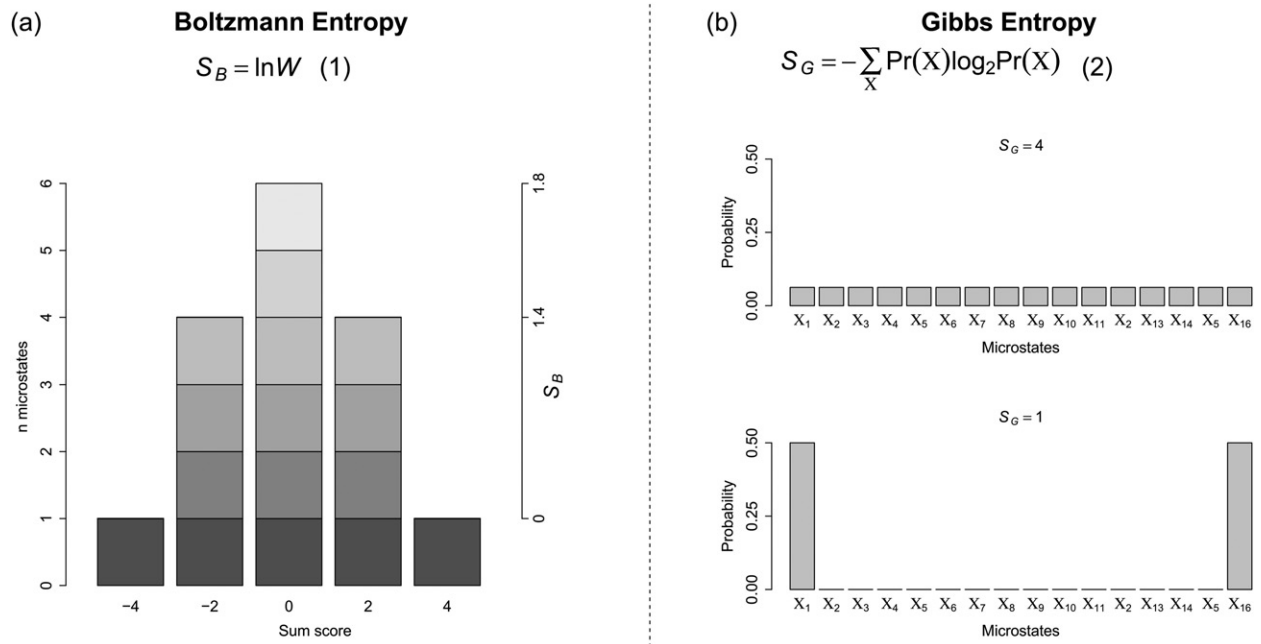 (a)
Boltzmann Entropy
S_B = lnW (1)
6
5
4
3
2
1
0
n microstates
1.8
1.4
0
S_B
−4 −2 0 2 4
Sum score
(b)
Gibbs Entropy
S_G = −∑_X Pr(X)log₂Pr(X) (2)
S_G = 4
0.50
0.25
0.00
Probability
X₁ X₂ X₃ X₄ X₅ X₆ X₇ X₈ X₉ X₁₀ X₁₁ X₂ X₁₃ X₁₄ X₅ X₁₆
Microstates
S_G = 1
0.50
0.25
0.00
Probability
X₁ X₂ X₃ X₄ X₅ X₆ X₇ X₈ X₉ X₁₀ X₁₁ X₂ X₁₃ X₁₄ X₅ X₁₆
Microstates